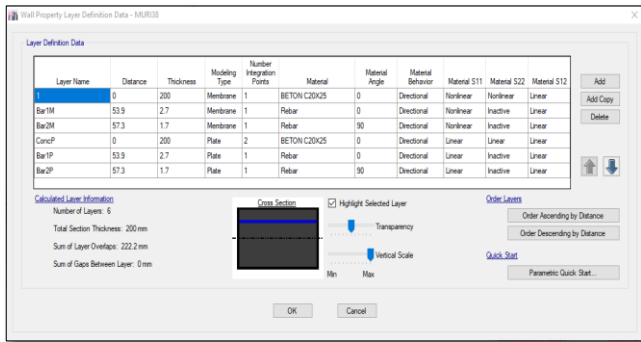 Wall Property Layer Definition Data - MURI38
Layer Definition Data
Layer Name Distance Thickness Modeling Type Number Integration Points Material Material Angle Material Behavior Material S11 Material S22 Material S12
1 0 200 Membrane 1 BETON C20X25 0 Directional Nonlinear Nonlinear Linear
Bar1M 53.9 2.7 Membrane 1 Rebar 0 Directional Nonlinear Inactive Linear
Bar2M 57.3 1.7 Membrane 1 Rebar 90 Directional Nonlinear Inactive Linear
ConcP 0 200 Plate 2 BETON C20X25 0 Directional Linear Linear Linear
Bar1P 53.9 2.7 Plate 1 Rebar 0 Directional Linear Inactive Linear
Bar2P 57.3 1.7 Plate 1 Rebar 90 Directional Linear Inactive Linear
Add
Add Copy
Delete
Calculated Layer Information
Number of Layers: 6
Total Section Thickness: 200 mm
Sum of Layer Overlaps: 222.2 mm
Sum of Gaps Between Layer: 0 mm
Cross Section
Highlight Selected Layer
Transparency
Vertical Scale
Min Max
Order Layers
Order Ascending by Distance
Order Descending by Distance
Quick Start
Parametric Quick Start...
OK Cancel